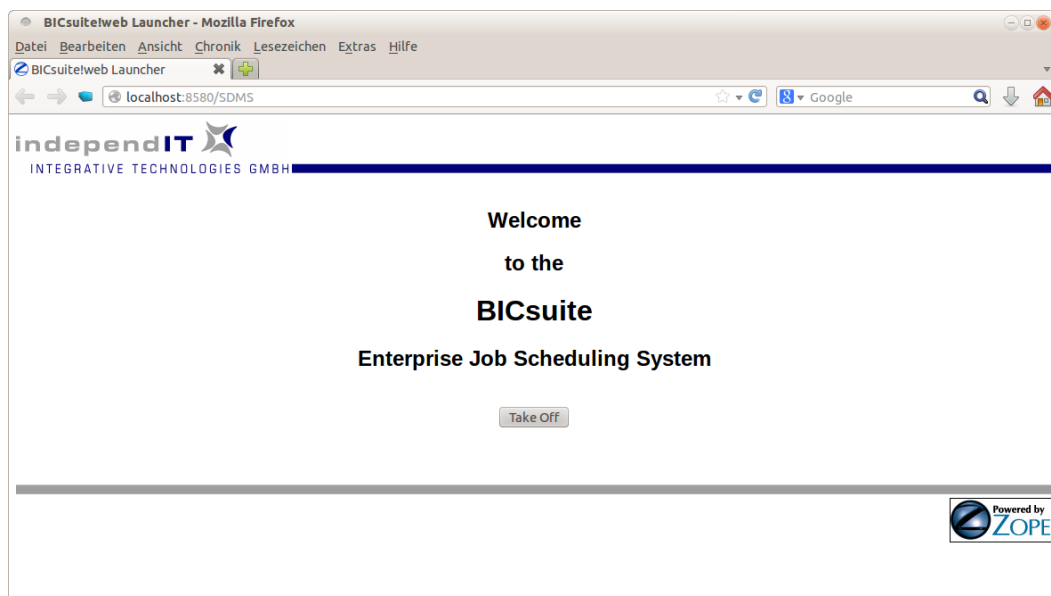 BICsuite!web Launcher - Mozilla Firefox
Datei Bearbeiten Ansicht Chronik Lesezeichen Extras Hilfe
BICsuite!web Launcher
localhost:8580/SDMS
Google
independIT
INTEGRATIVE TECHNOLOGIES GMBH
Welcome
to the
BICsuite
Enterprise Job Scheduling System
Take Off
Powered by
ZOPE